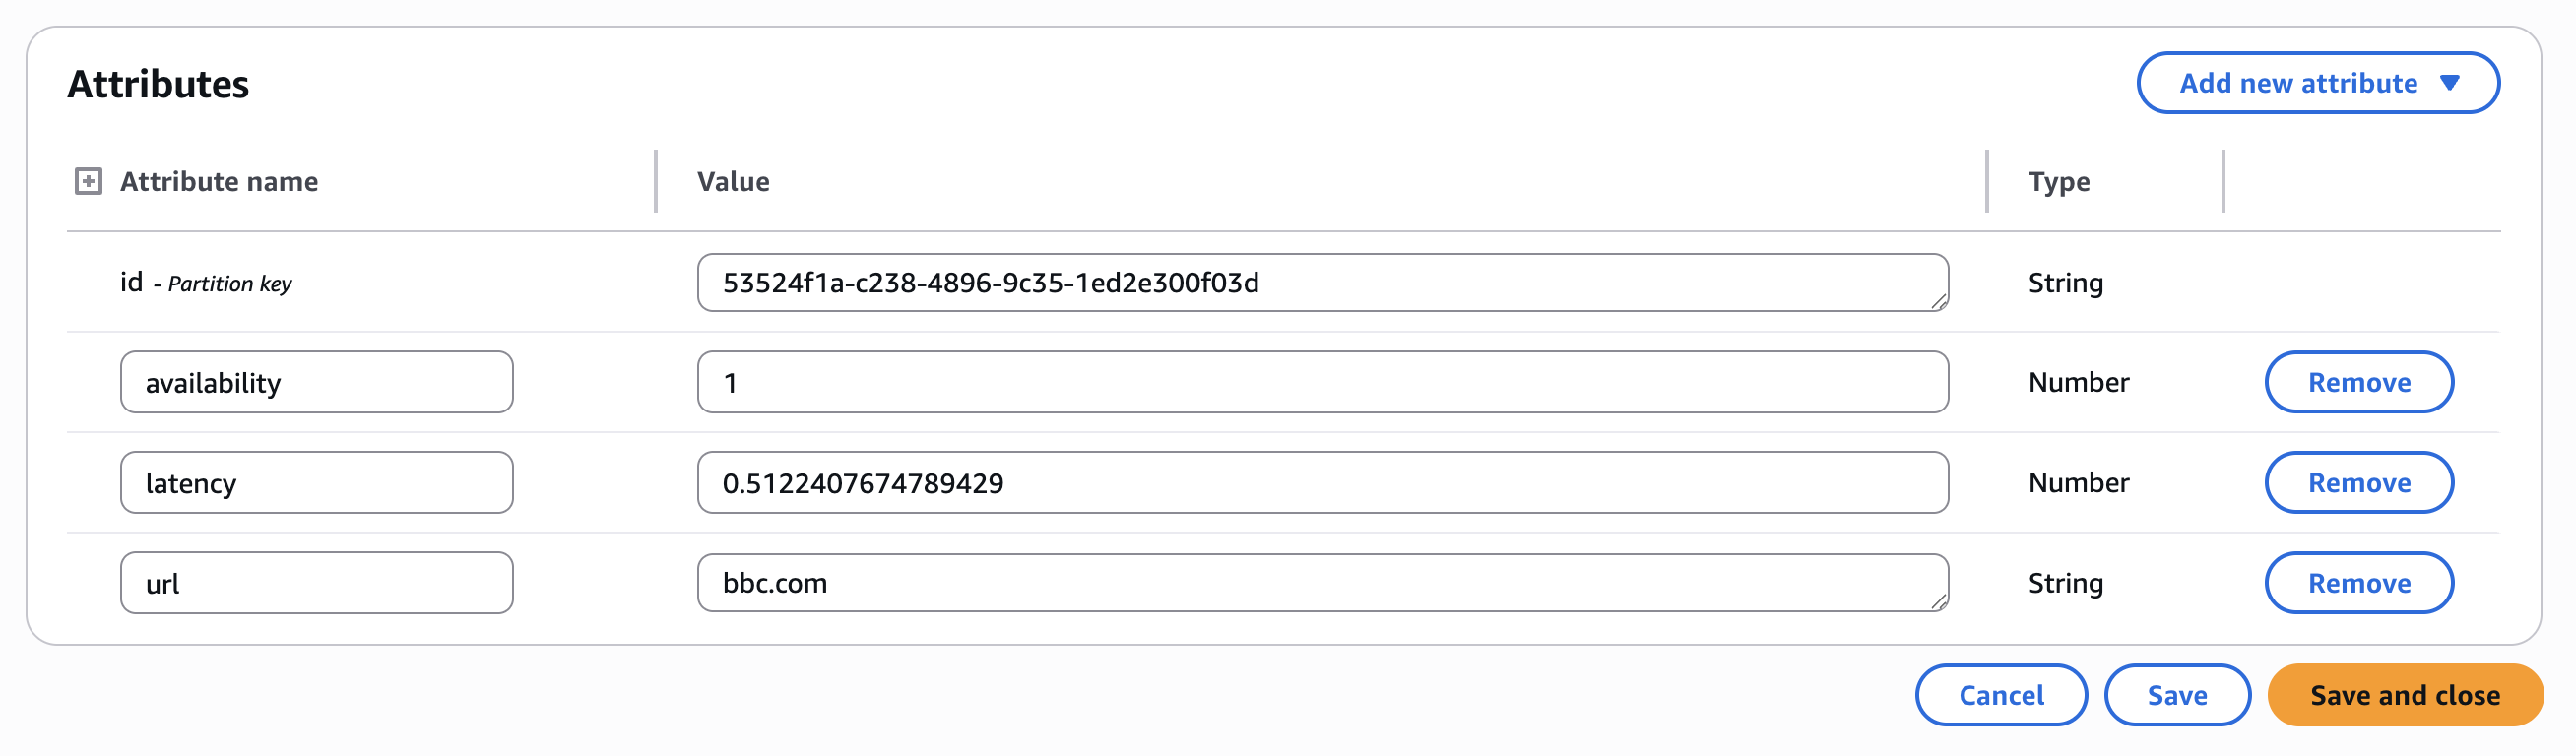 Attributes
Add new attribute
Attribute name Value Type
id - Partition key 53524f1a-c238-4896-9c35-1ed2e300f03d String
availability 1 Number Remove
latency 0.5122407674789429 Number Remove
url bbc.com String Remove
Cancel Save Save and close